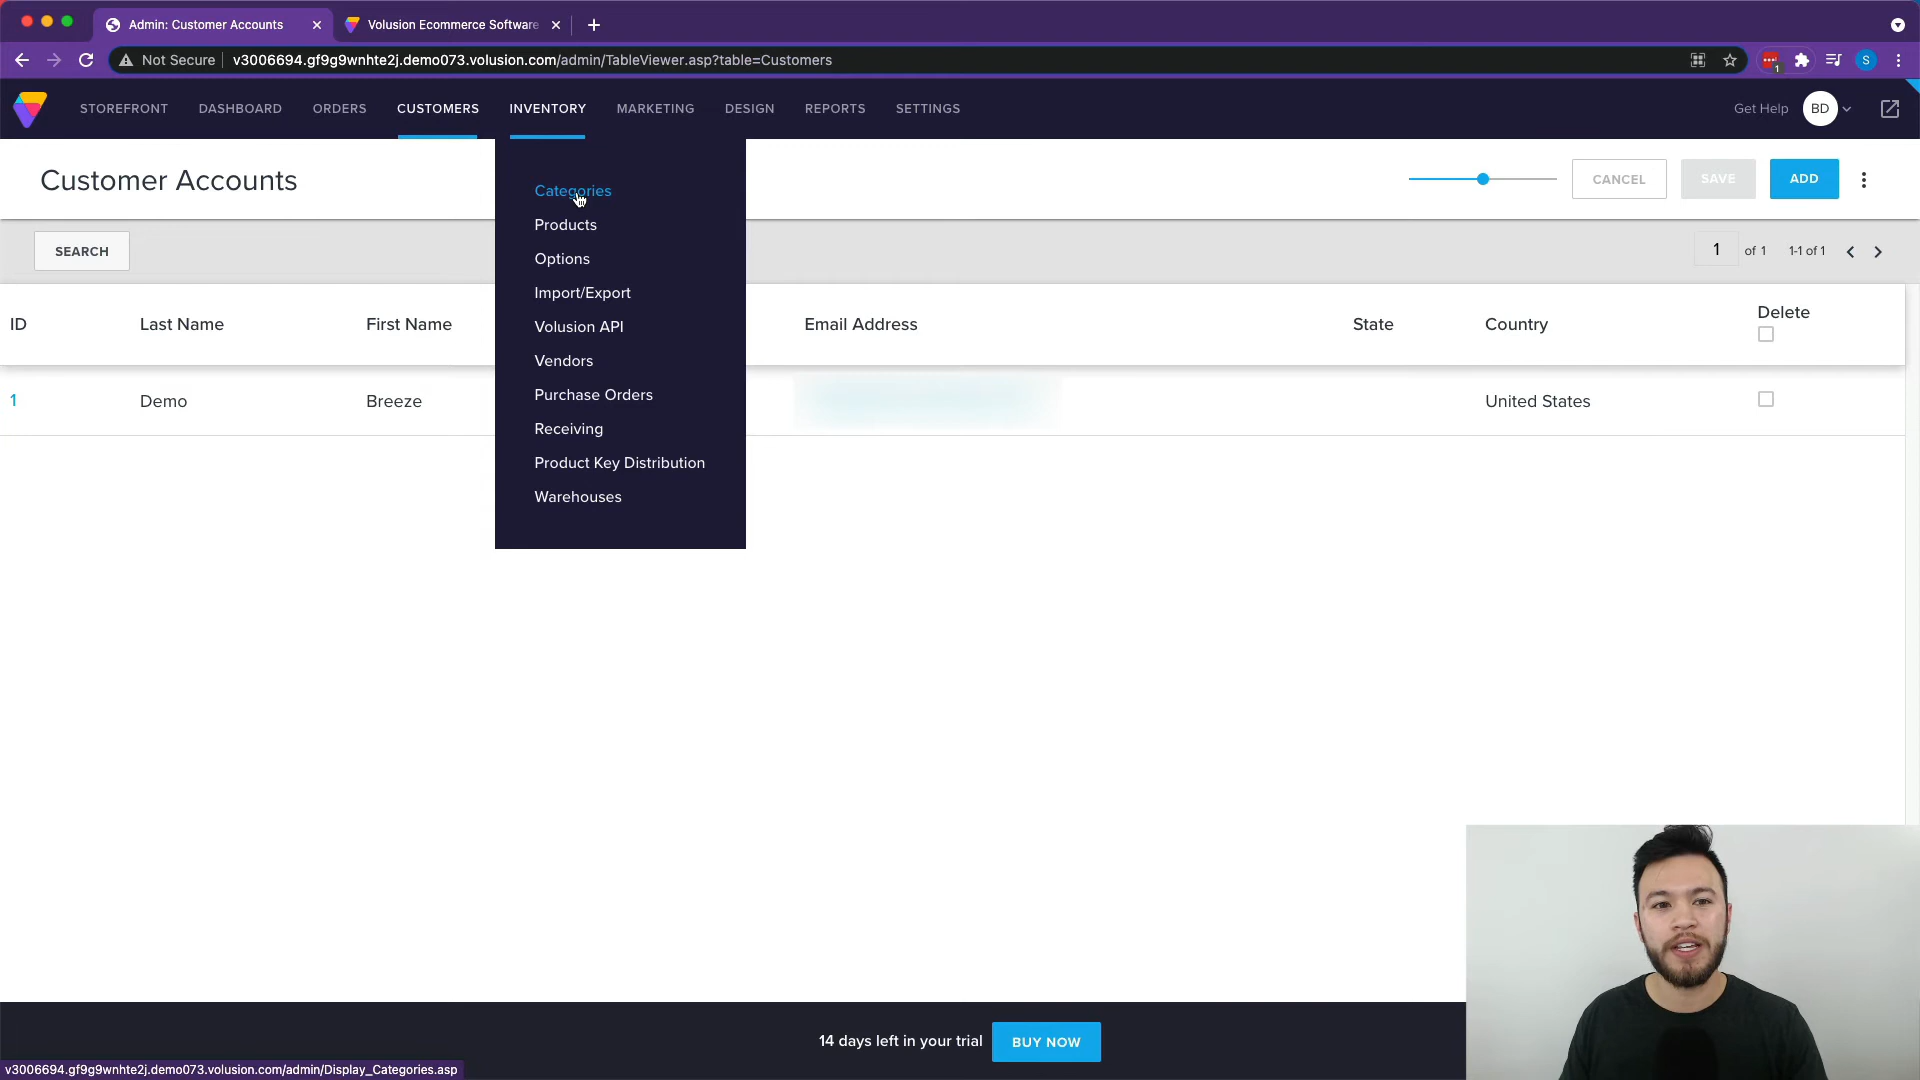 Admin: Customer Accounts
Volusion Ecommerce Software
Not Secure
v3006694.gf9g9wnhte2j.demo073.volusion.com/admin/TableViewer.asp?table=Customers
1
S
STOREFRONT DASHBOARD ORDERS CUSTOMERS INVENTORY MARKETING DESIGN REPORTS SETTINGS
Get Help
BD
Customer Accounts
CANCEL
SAVE
ADD
SEARCH
1 of 1 1-1 of 1
Categories
Products
Options
Import/Export
Volusion API
Vendors
Purchase Orders
Receiving
Product Key Distribution
Warehouses
ID Last Name First Name Email Address State Country Delete
1 Demo Breeze United States
14 days left in your trial
BUY NOW
v3006694.gf9g9wnhte2j.demo073.volusion.com/admin/Display_Categories.asp